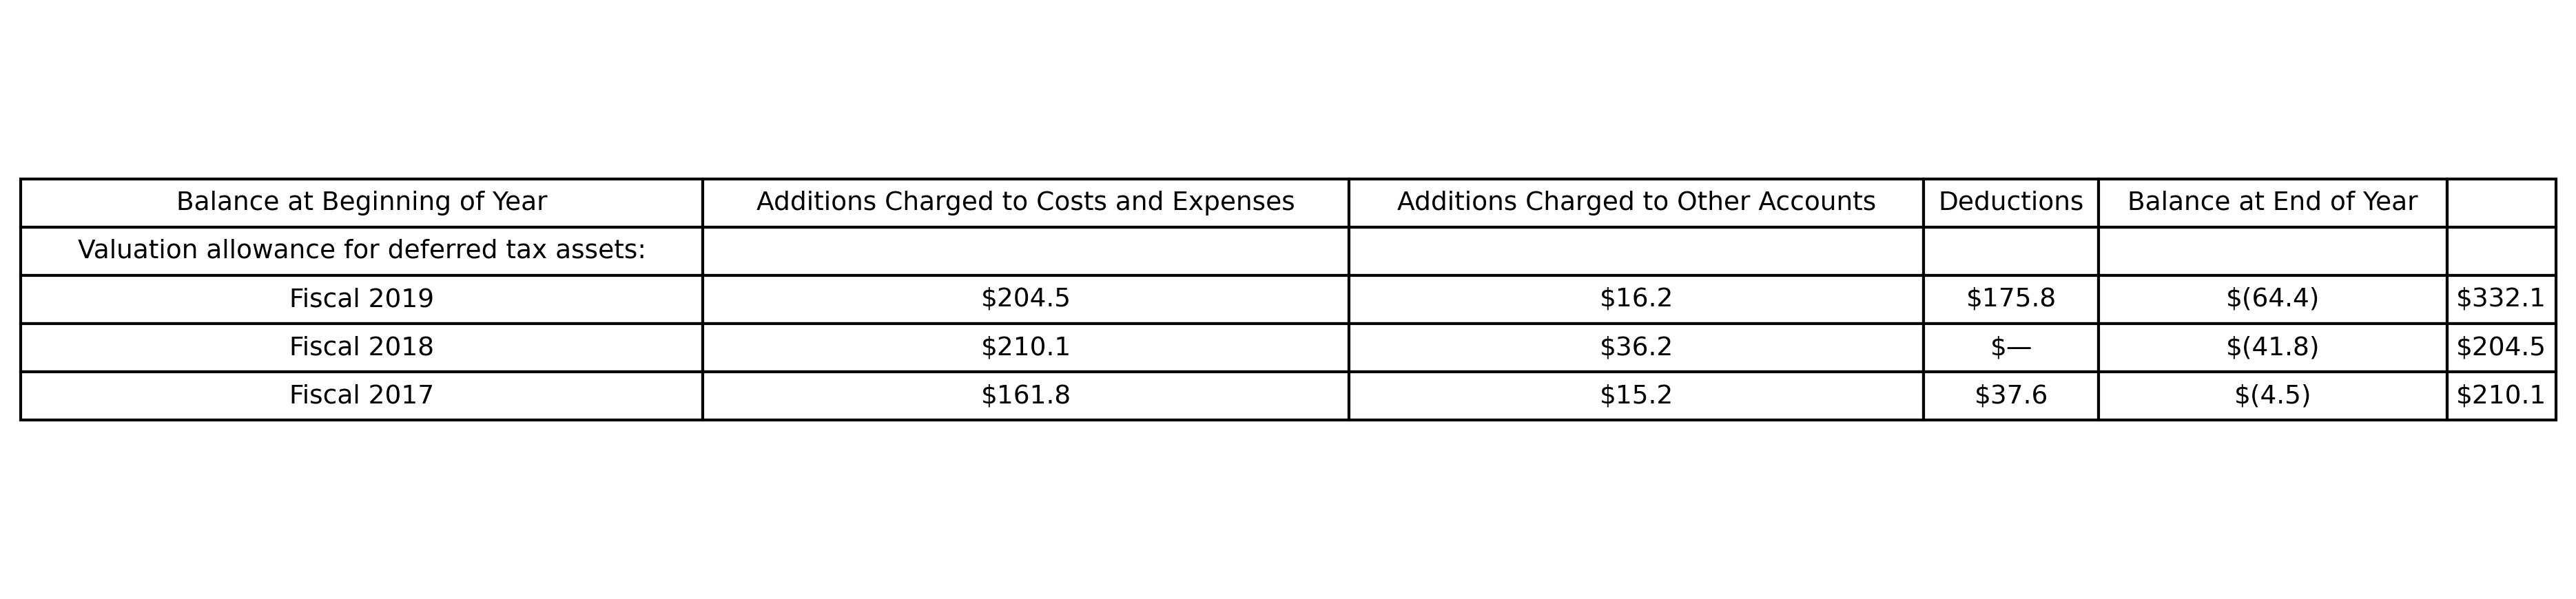 Balance at Beginning of Year Additions Charged to Costs and Expenses Additions Charged to Other Accounts Deductions Balance at End of Year
Valuation allowance for deferred tax assets:
Fiscal 2019 $204.5 $16.2 $175.8 $(64.4) $332.1
Fiscal 2018 $210.1 $36.2 $— $(41.8) $204.5
Fiscal 2017 $161.8 $15.2 $37.6 $(4.5) $210.1